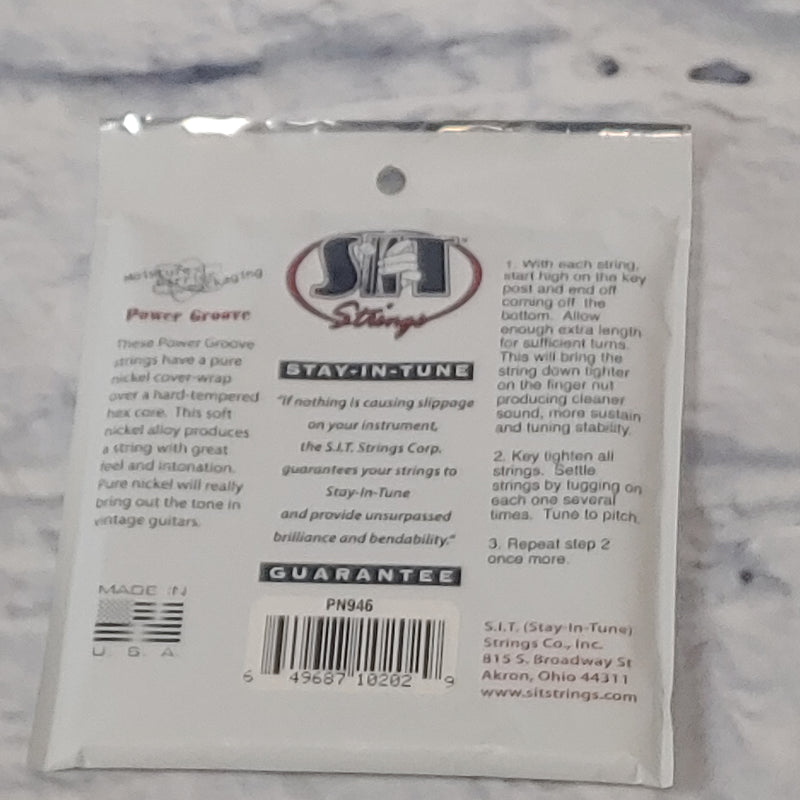 Power Groove
These Power Groove
strings have a pure
nickel cover-wrap
over a hard-tempered
hex core. This soft
nickel alloy produces
a string with great
feel and intonation.
Pure nickel will really
bring out the tone in
vintage guitars.
MADE IN
U. S. A.
SIT
Strings
STAY-IN-TUNE
"If nothing is causing slippage
on your instrument,
the S.I.T. Strings Corp.
guarantees your strings to
Stay-In-Tune
and provide unsurpassed
brilliance and bendability."
GUARANTEE
PN946
6 49687 10202 9
1. With each string,
start high on the key
post and end off
coming off the
bottom. Allow
enough extra length
for sufficient turns.
This will bring the
string down tighter
on the finger nut
producing cleaner
sound, more sustain
and tuning stability.
2. Key tighten all
strings. Settle
strings by tugging on
each one several
times. Tune to pitch.
3. Repeat step 2
once more.
S.I.T. (Stay-In-Tune)
Strings Co., Inc.
815 S. Broadway St
Akron, Ohio 44311
www.sitstrings.com